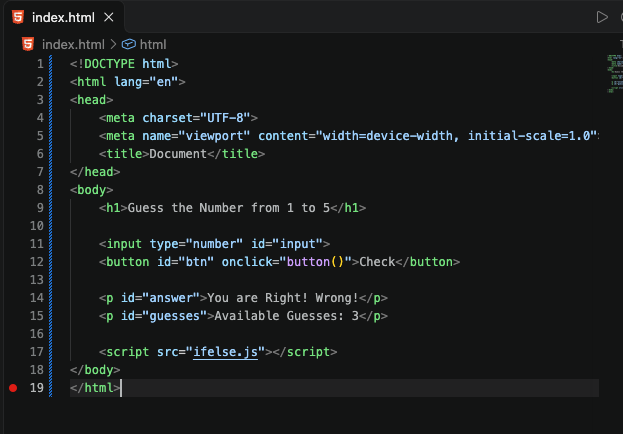 index.html
index.html > html
1 <!DOCTYPE html>
2 <html lang="en">
3 <head>
4     <meta charset="UTF-8">
5     <meta name="viewport" content="width=device-width, initial-scale=1.0">
6     <title>Document</title>
7 </head>
8 <body>
9     <h1>Guess the Number from 1 to 5</h1>
10
11     <input type="number" id="input">
12     <button id="btn" onclick="button()">Check</button>
13
14     <p id="answer">You are Right! Wrong!</p>
15     <p id="guesses">Available Guesses: 3</p>
16
17     <script src="ifelse.js"></script>
18 </body>
19 </html>